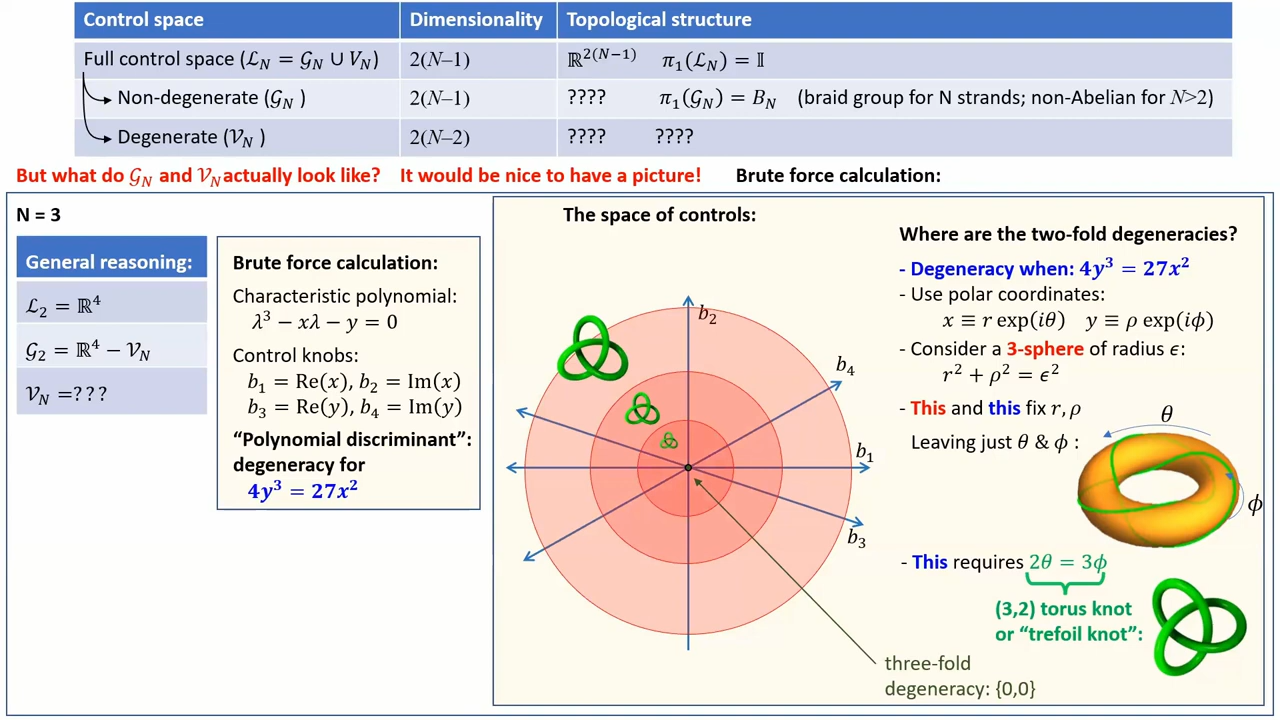 Control space Dimensionality Topological structure
Full control space (ℒ_N = 𝒢_N ∪ V_N) 2(N–1) ℝ^{2(N−1)} π₁(ℒ_N) = 𝕀
Non-degenerate (𝒢_N ) 2(N–1) ???? π₁(𝒢_N) = B_N (braid group for N strands; non-Abelian for N>2)
Degenerate (𝒱_N ) 2(N–2) ???? ????
But what do 𝒢_N and 𝒱_N actually look like? It would be nice to have a picture! Brute force calculation:
N = 3
General reasoning:
ℒ₂ = ℝ⁴
𝒢₂ = ℝ⁴ − 𝒱_N
𝒱_N =???
Brute force calculation:
Characteristic polynomial:
λ³ − xλ − y = 0
Control knobs:
b₁ = Re(x), b₂ = Im(x)
b₃ = Re(y), b₄ = Im(y)
“Polynomial discriminant”:
degeneracy for
4y³ = 27x²
The space of controls:
b₂
b₄
b₁
b₃
three-fold
degeneracy: {0,0}
Where are the two-fold degeneracies?
- Degeneracy when: 4y³ = 27x²
- Use polar coordinates:
x ≡ r exp(iθ) y ≡ ρ exp(iϕ)
- Consider a 3-sphere of radius ϵ:
r² + ρ² = ϵ²
- This and this fix r, ρ
Leaving just θ & ϕ :
θ
ϕ
- This requires 2θ = 3ϕ
(3,2) torus knot
or “trefoil knot”: